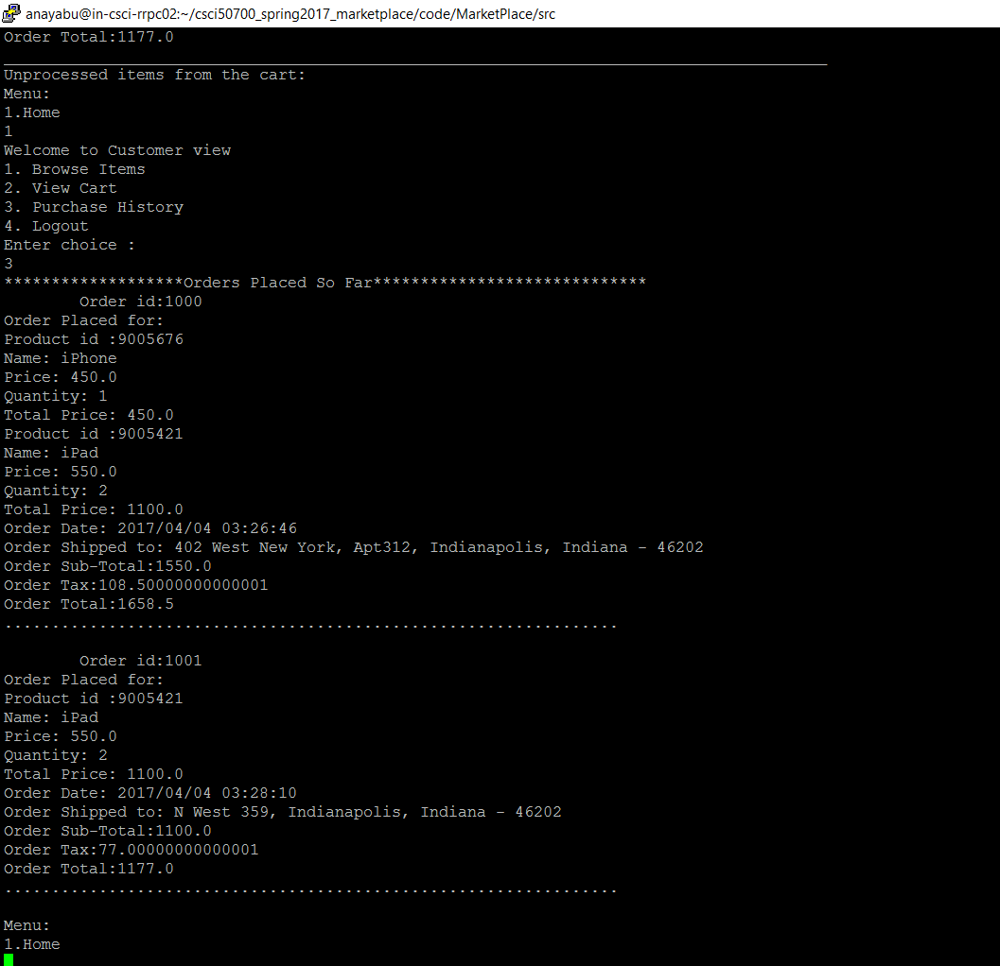 anayabu@in-csci-rrpc02:~/csci50700_spring2017_marketplace/code/MarketPlace/src
Order Total:1177.0
_______________________________________________________________________________________
Unprocessed items from the cart:
Menu:
1.Home
1
Welcome to Customer view
1. Browse Items
2. View Cart
3. Purchase History
4. Logout
Enter choice :
3
*******************Orders Placed So Far*****************************
        Order id:1000
Order Placed for:
Product id :9005676
Name: iPhone
Price: 450.0
Quantity: 1
Total Price: 450.0
Product id :9005421
Name: iPad
Price: 550.0
Quantity: 2
Total Price: 1100.0
Order Date: 2017/04/04 03:26:46
Order Shipped to: 402 West New York, Apt312, Indianapolis, Indiana - 46202
Order Sub-Total:1550.0
Order Tax:108.50000000000001
Order Total:1658.5
.................................................................
        Order id:1001
Order Placed for:
Product id :9005421
Name: iPad
Price: 550.0
Quantity: 2
Total Price: 1100.0
Order Date: 2017/04/04 03:28:10
Order Shipped to: N West 359, Indianapolis, Indiana - 46202
Order Sub-Total:1100.0
Order Tax:77.00000000000001
Order Total:1177.0
.................................................................
Menu:
1.Home